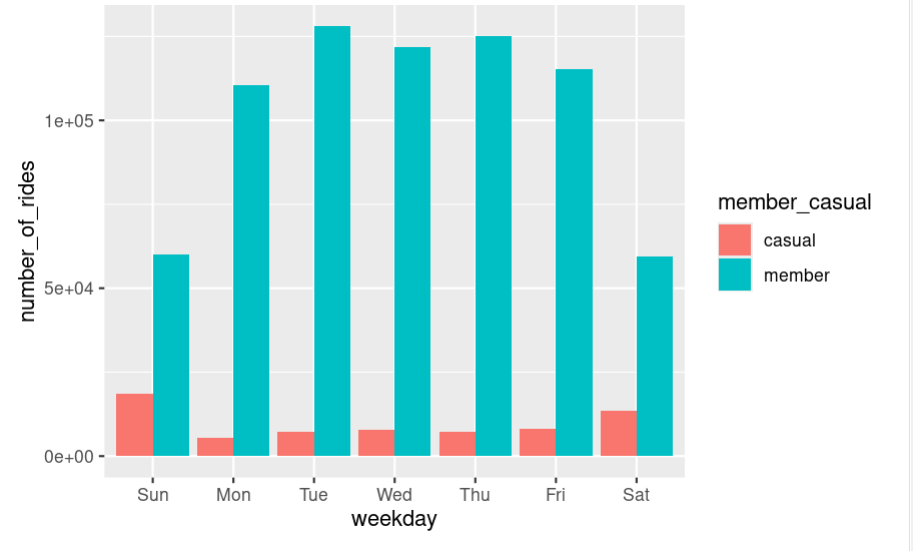 number_of_rides
1e+05
5e+04
0e+00
Sun Mon Tue Wed Thu Fri Sat
weekday
member_casual
casual
member